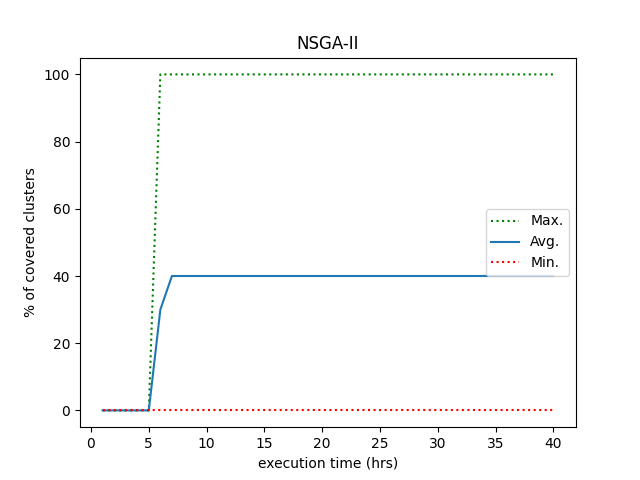 NSGA-II
100
80
60
40
20
0
% of covered clusters
Max.
Avg.
Min.
0 5 10 15 20 25 30 35 40
execution time (hrs)